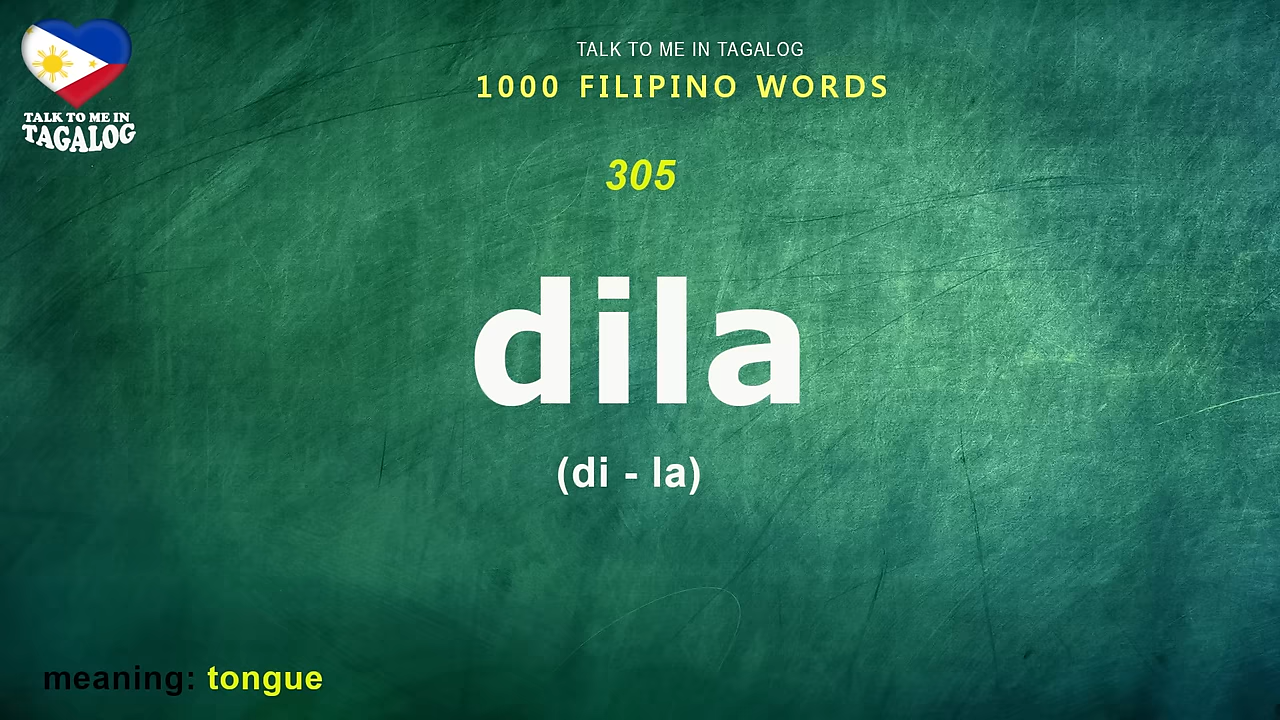 TALK TO ME IN
TAGALOG
TALK TO ME IN TAGALOG
1000 FILIPINO WORDS
305
dila
(di - la)
meaning: tongue